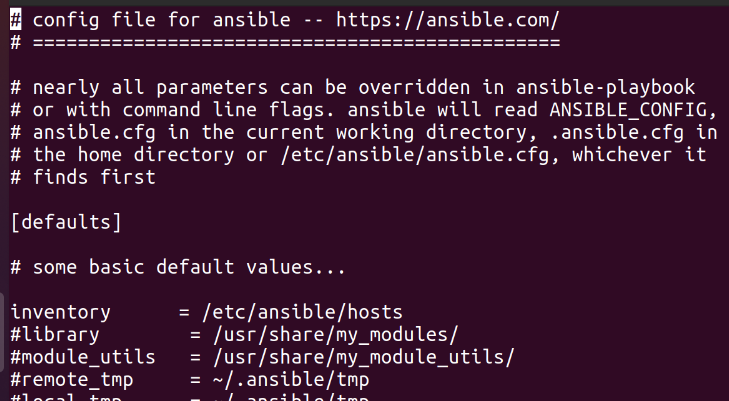 # config file for ansible -- https://ansible.com/
# ===============================================
# nearly all parameters can be overridden in ansible-playbook
# or with command line flags. ansible will read ANSIBLE_CONFIG,
# ansible.cfg in the current working directory, .ansible.cfg in
# the home directory or /etc/ansible/ansible.cfg, whichever it
# finds first
[defaults]
# some basic default values...
inventory      = /etc/ansible/hosts
#library        = /usr/share/my_modules/
#module_utils   = /usr/share/my_module_utils/
#remote_tmp     = ~/.ansible/tmp
#local_tmp      = ~/.ansible/tmp